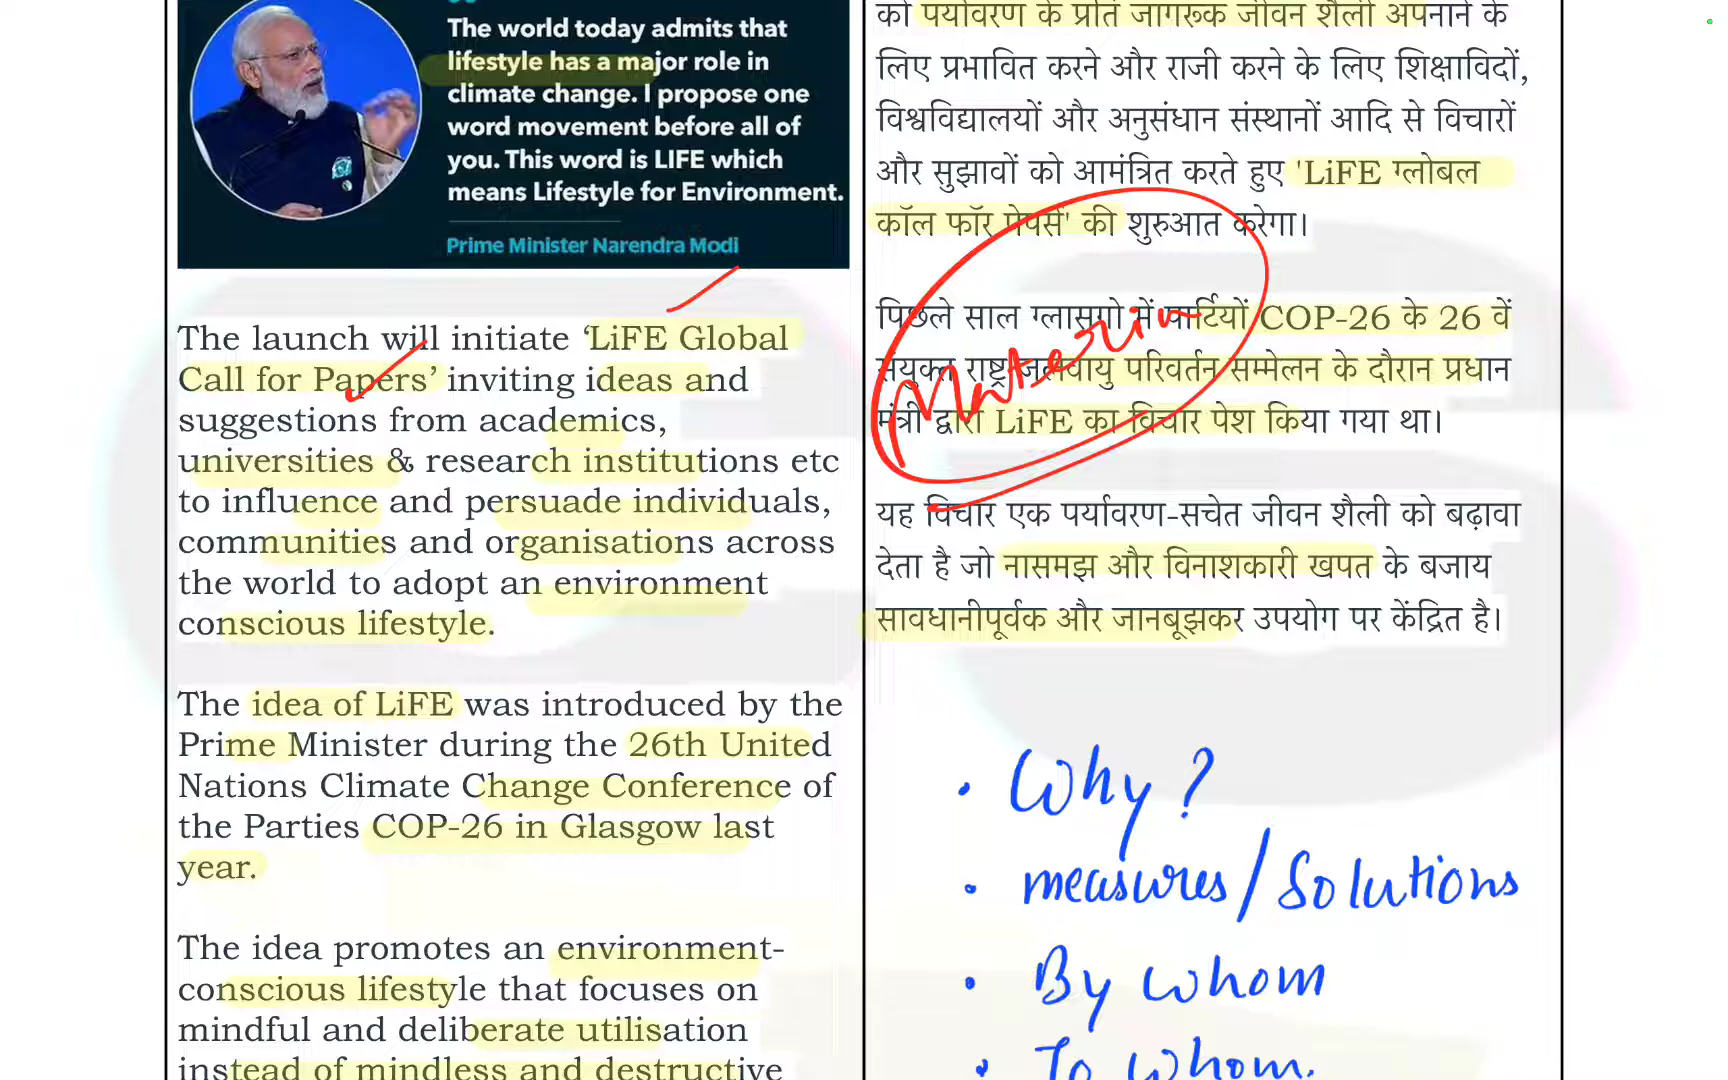 The world today admits that
lifestyle has a major role in
climate change. I propose one
word movement before all of
you. This word is LIFE which
means Lifestyle for Environment.
Prime Minister Narendra Modi
The launch will initiate ‘LiFE Global
Call for Papers’ inviting ideas and
suggestions from academics,
universities & research institutions etc
to influence and persuade individuals,
communities and organisations across
the world to adopt an environment
conscious lifestyle.
The idea of LiFE was introduced by the
Prime Minister during the 26th United
Nations Climate Change Conference of
the Parties COP-26 in Glasgow last
year.
The idea promotes an environment-
conscious lifestyle that focuses on
mindful and deliberate utilisation
instead of mindless and destructive
को पर्यावरण के प्रति जागरूक जीवन शैली अपनाने के
लिए प्रभावित करने और राजी करने के लिए शिक्षाविदों,
विश्वविद्यालयों और अनुसंधान संस्थानों आदि से विचारों
और सुझावों को आमंत्रित करते हुए 'LiFE ग्लोबल
कॉल फॉर पेपर्स' की शुरुआत करेगा।
पिछले साल ग्लासगो में पार्टियों COP-26 के 26 वें
संयुक्त राष्ट्र जलवायु परिवर्तन सम्मेलन के दौरान प्रधान
मंत्री द्वारा LiFE का विचार पेश किया गया था।
यह विचार एक पर्यावरण-सचेत जीवन शैली को बढ़ावा
देता है जो नासमझ और विनाशकारी खपत के बजाय
सावधानीपूर्वक और जानबूझकर उपयोग पर केंद्रित है।
• Why?
• measures/Solutions
• By whom
• To whom.